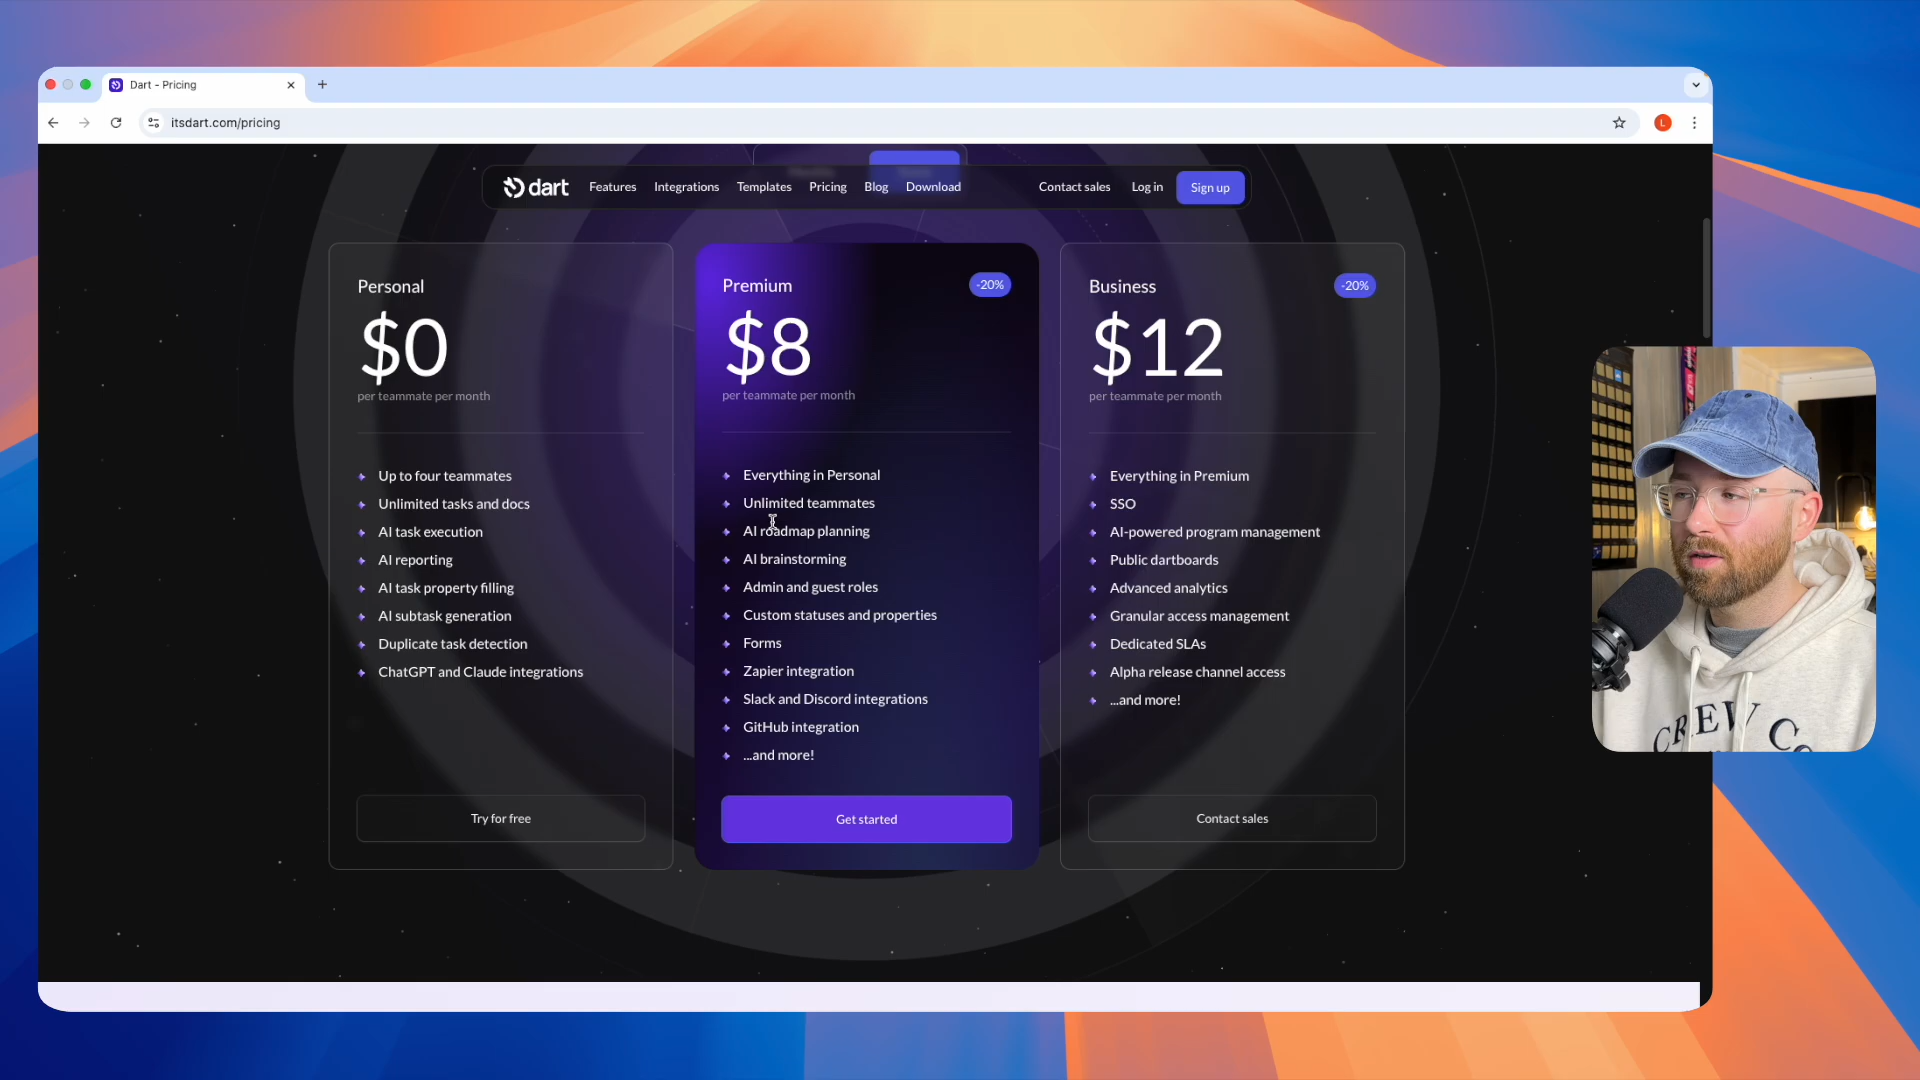 Dart - Pricing
itsdart.com/pricing
L
dart
Features
Integrations
Templates
Pricing
Blog
Download
Contact sales
Log in
Sign up
Personal
$0
per teammate per month
Up to four teammates
Unlimited tasks and docs
AI task execution
AI reporting
AI task property filling
AI subtask generation
Duplicate task detection
ChatGPT and Claude integrations
Try for free
Premium
-20%
$8
per teammate per month
Everything in Personal
Unlimited teammates
AI roadmap planning
AI brainstorming
Admin and guest roles
Custom statuses and properties
Forms
Zapier integration
Slack and Discord integrations
GitHub integration
...and more!
Get started
Business
-20%
$12
per teammate per month
Everything in Premium
SSO
AI-powered program management
Public dartboards
Advanced analytics
Granular access management
Dedicated SLAs
Alpha release channel access
...and more!
Contact sales
CREW CO